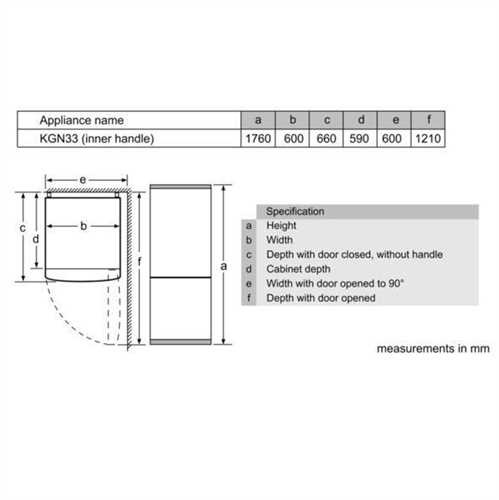 Appliance name a b c d e f
KGN33 (inner handle) 1760 600 660 590 600 1210
e
b
c
d
f
a
Specification
a Height
b Width
c Depth with door closed, without handle
d Cabinet depth
e Width with door opened to 90°
f Depth with door opened
measurements in mm